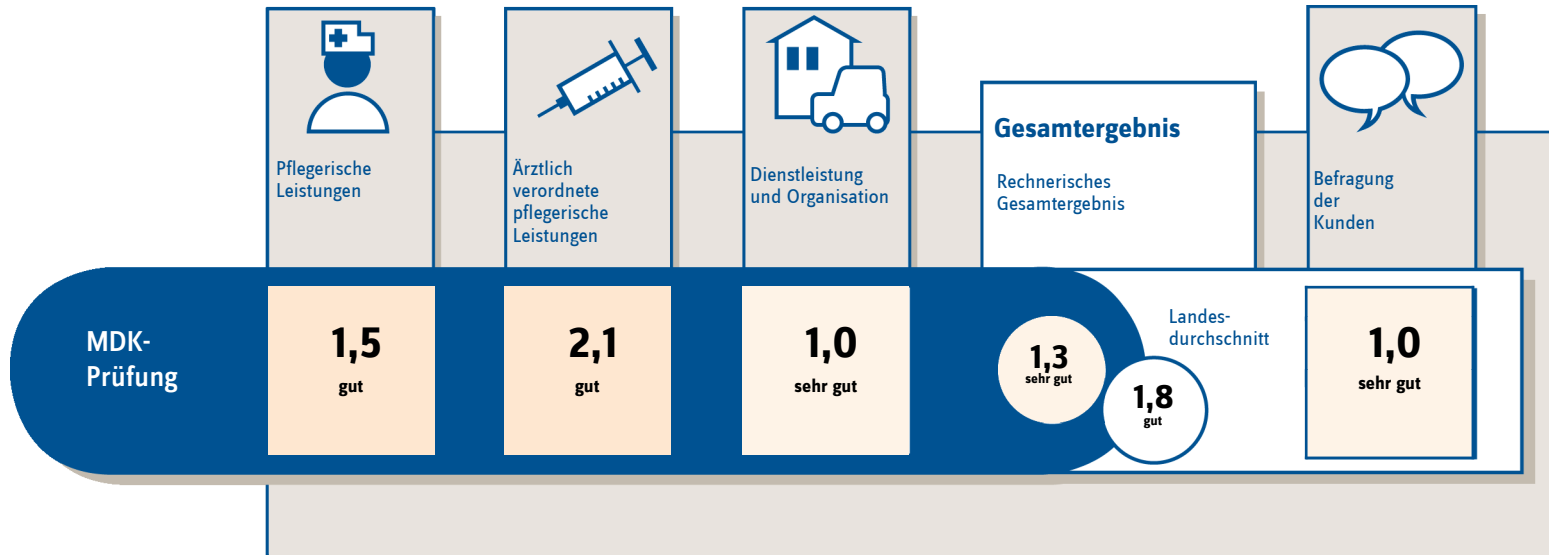 Pflegerische
Leistungen
Ärztlich
verordnete
pflegerische
Leistungen
Dienstleistung
und Organisation
Gesamtergebnis
Rechnerisches
Gesamtergebnis
Befragung
der
Kunden
MDK-
Prüfung
1,5
gut
2,1
gut
1,0
sehr gut
1,3
sehr gut
Landes-
durchschnitt
1,8
gut
1,0
sehr gut